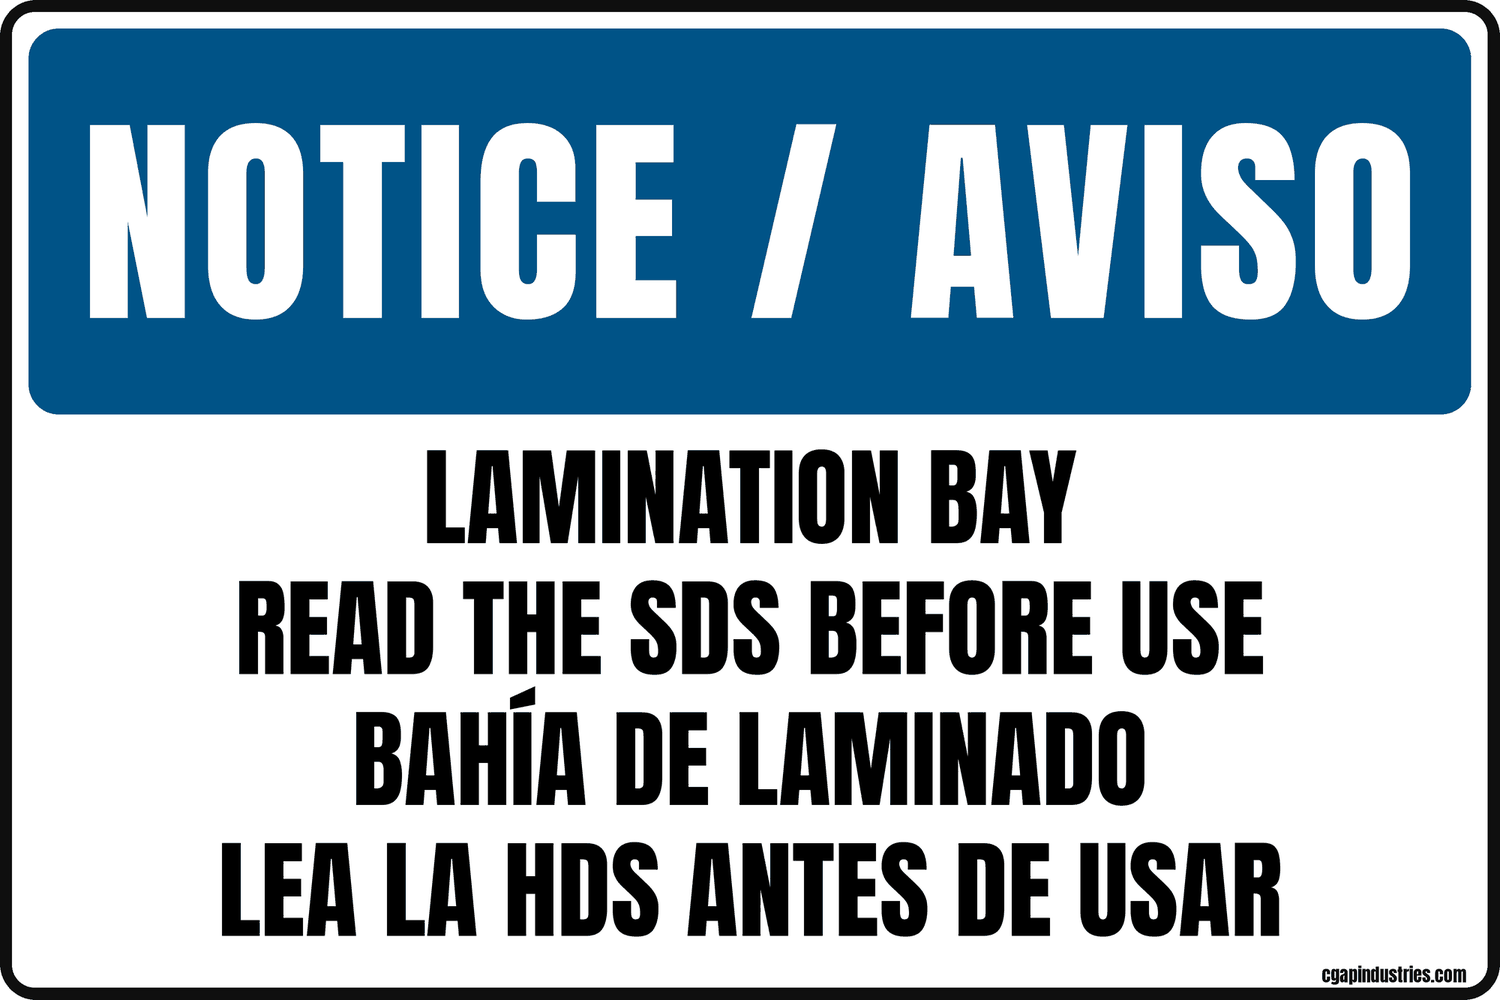 NOTICE / AVISO
LAMINATION BAY
READ THE SDS BEFORE USE
BAHÍA DE LAMINADO
LEA LA HDS ANTES DE USAR
cgapindustries.com